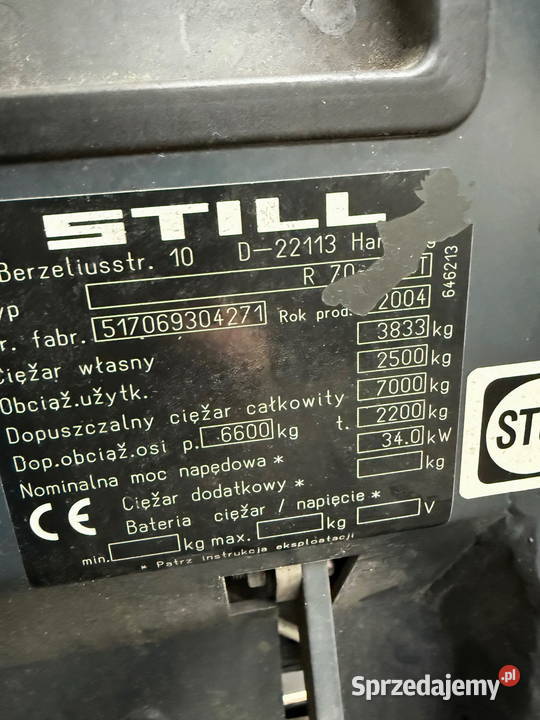 STILL
Berzeliusstr. 10 D-22113
R 70
r. fabr. 517069304271 Rok prod. 2004
Ciężar własny 3833 kg
Obciąż.użytk. 2500 kg
Dopuszczalny ciężar całkowity 7000 kg
Dop.obciąż.osi p. 6600 kg t. 2200 kg
Nominalna moc napędowa * 34.0 kW
Ciężar dodatkowy * kg
Bateria ciężar / napięcie *
min. kg max. kg V
* Patrz instrukcja eksploatacji
CE
646213
ST
Sprzedajemy.pl